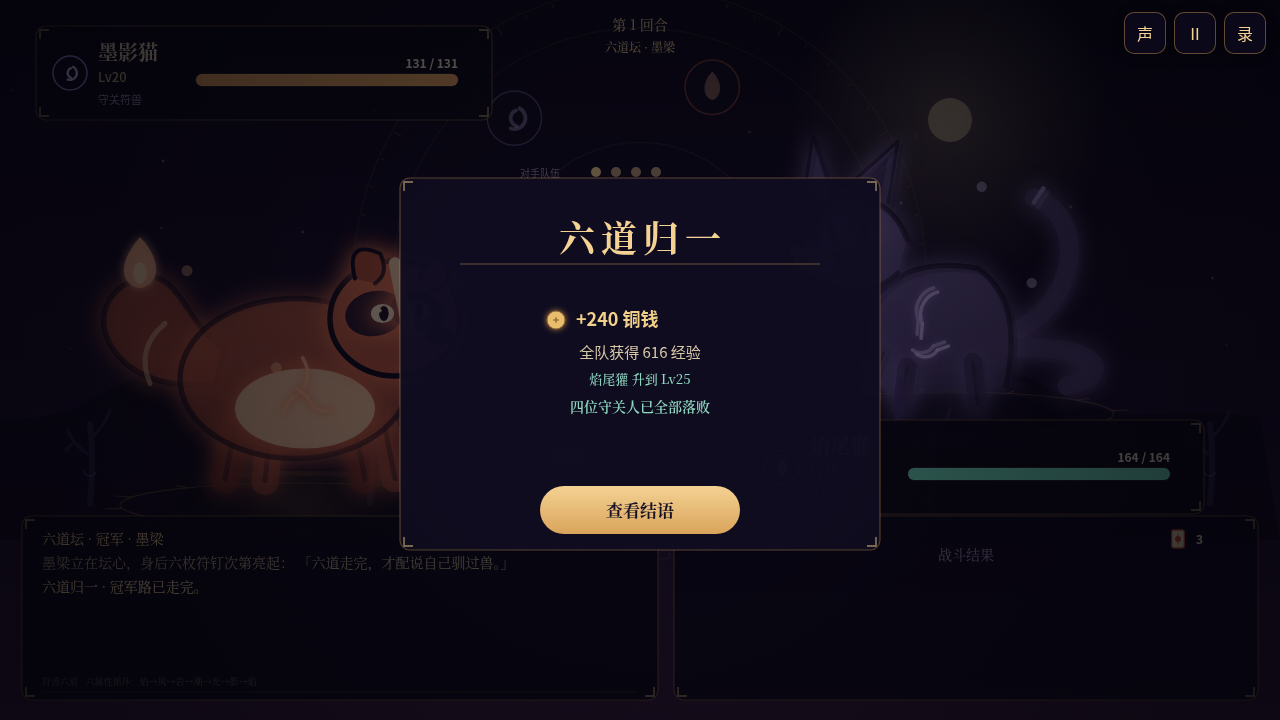 墨影猫
Lv20
守关符兽
131 / 131
第 1 回合
六道坛 · 墨梁
声
II
录
对手队伍
六道归一
+240 铜钱
全队获得 616 经验
焰尾獾 升到 Lv25
四位守关人已全部落败
查看结语
164 / 164
六道坛 · 冠军 · 墨梁
墨梁立在坛心，身后六枚符钉次第亮起：「六道走完，才配说自己驯过兽。」
六道归一 · 冠军路已走完。
战斗结果
3